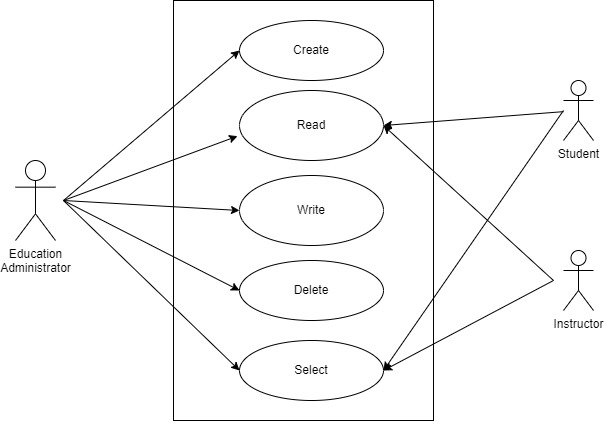 Create
Read
Student
Write
Education
Administrator
Delete
Instructor
Select